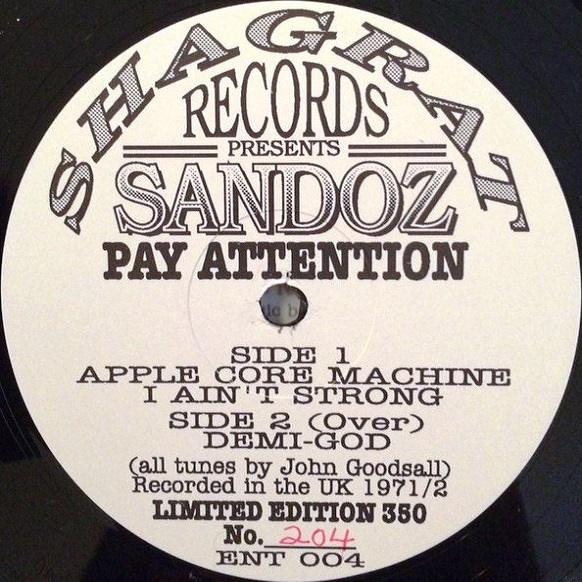 SHAGRAT
RECORDS
PRESENTS
SANDOZ
PAY ATTENTION
SIDE 1
APPLE CORE MACHINE
I AIN'T STRONG
SIDE 2 (Over)
DEMI-GOD
(all tunes by John Goodsall)
Recorded in the UK 1971/2
LIMITED EDITION 350
No. 204
ENT 004